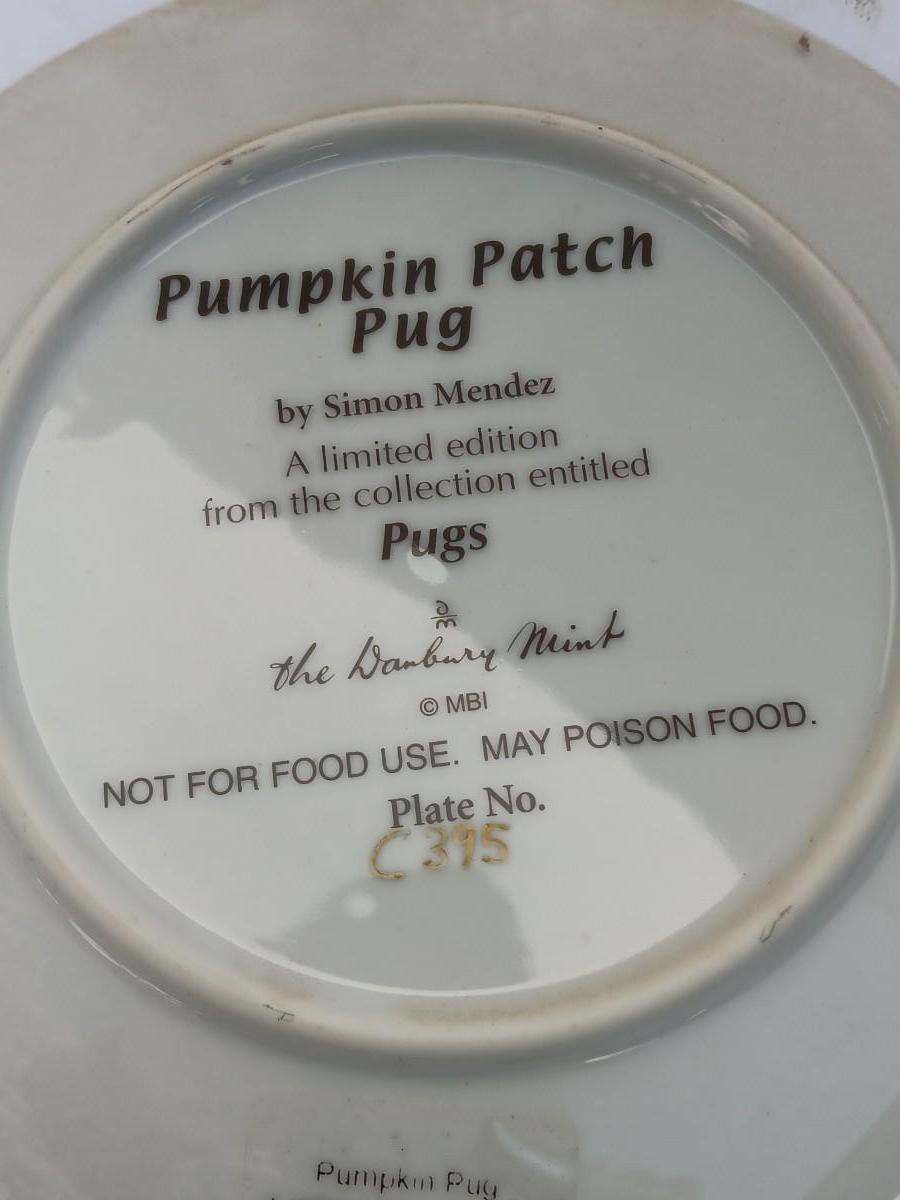 Pumpkin Patch
Pug
by Simon Mendez
A limited edition
from the collection entitled
Pugs
the Danbury Mint
© MBI
NOT FOR FOOD USE. MAY POISON FOOD.
Plate No.
C395
Pumpkin Pug